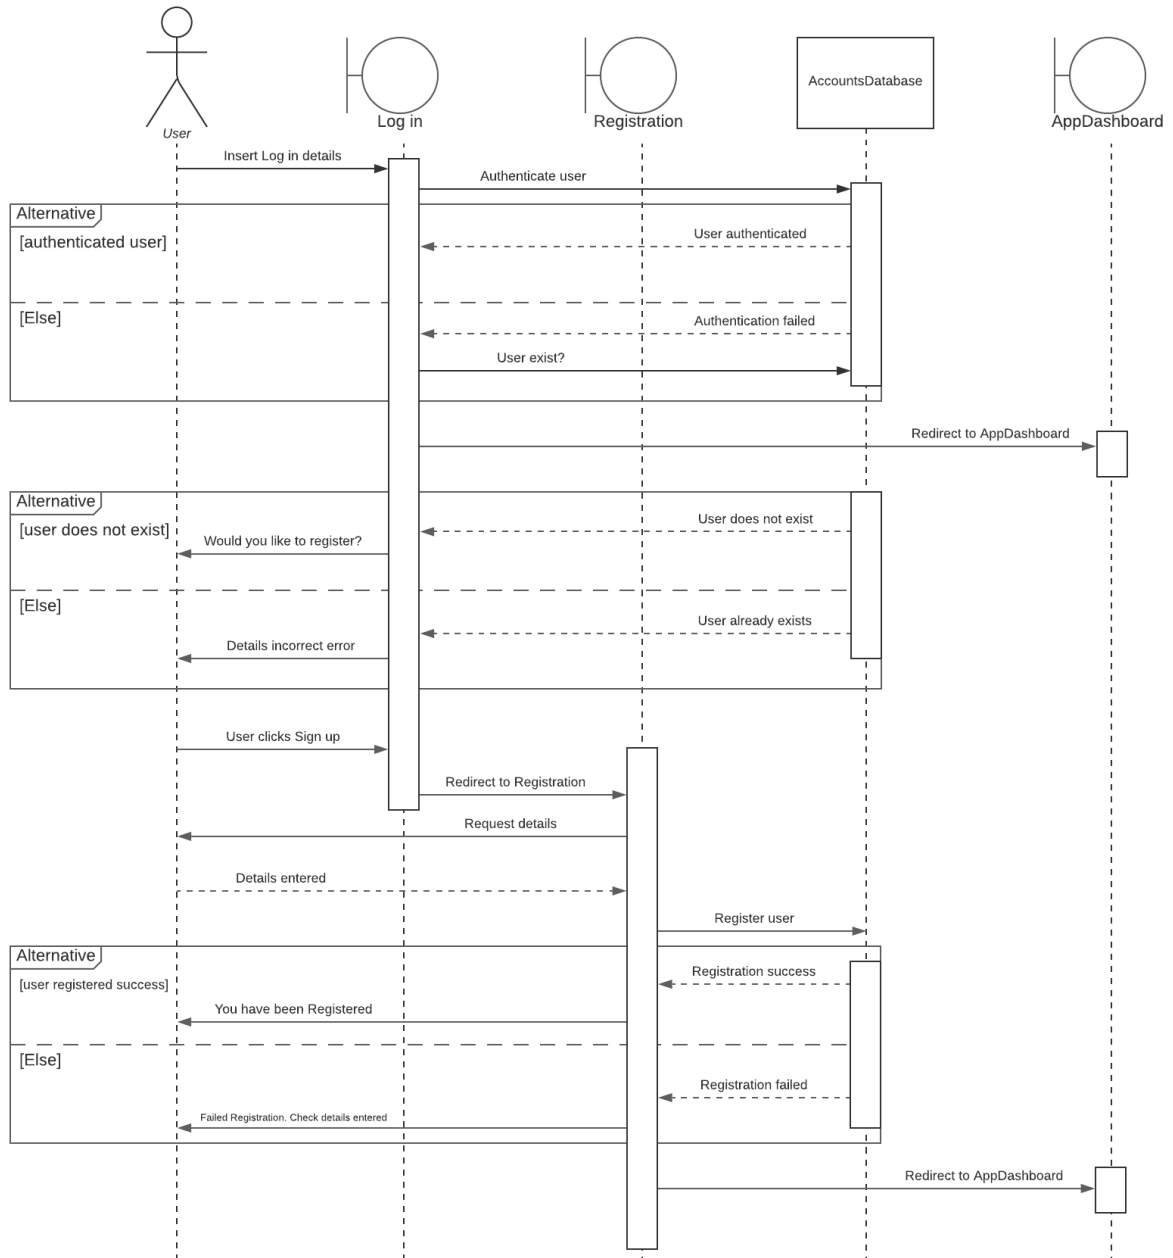 User
Log in
Registration
AccountsDatabase
AppDashboard
Insert Log in details
Authenticate user
Alternative
[authenticated user]
User authenticated
[Else]
Authentication failed
User exist?
Redirect to AppDashboard
Alternative
[user does not exist]
User does not exist
Would you like to register?
[Else]
User already exists
Details incorrect error
User clicks Sign up
Redirect to Registration
Request details
Details entered
Register user
Alternative
[user registered success]
Registration success
You have been Registered
[Else]
Registration failed
Failed Registration. Check details entered
Redirect to AppDashboard